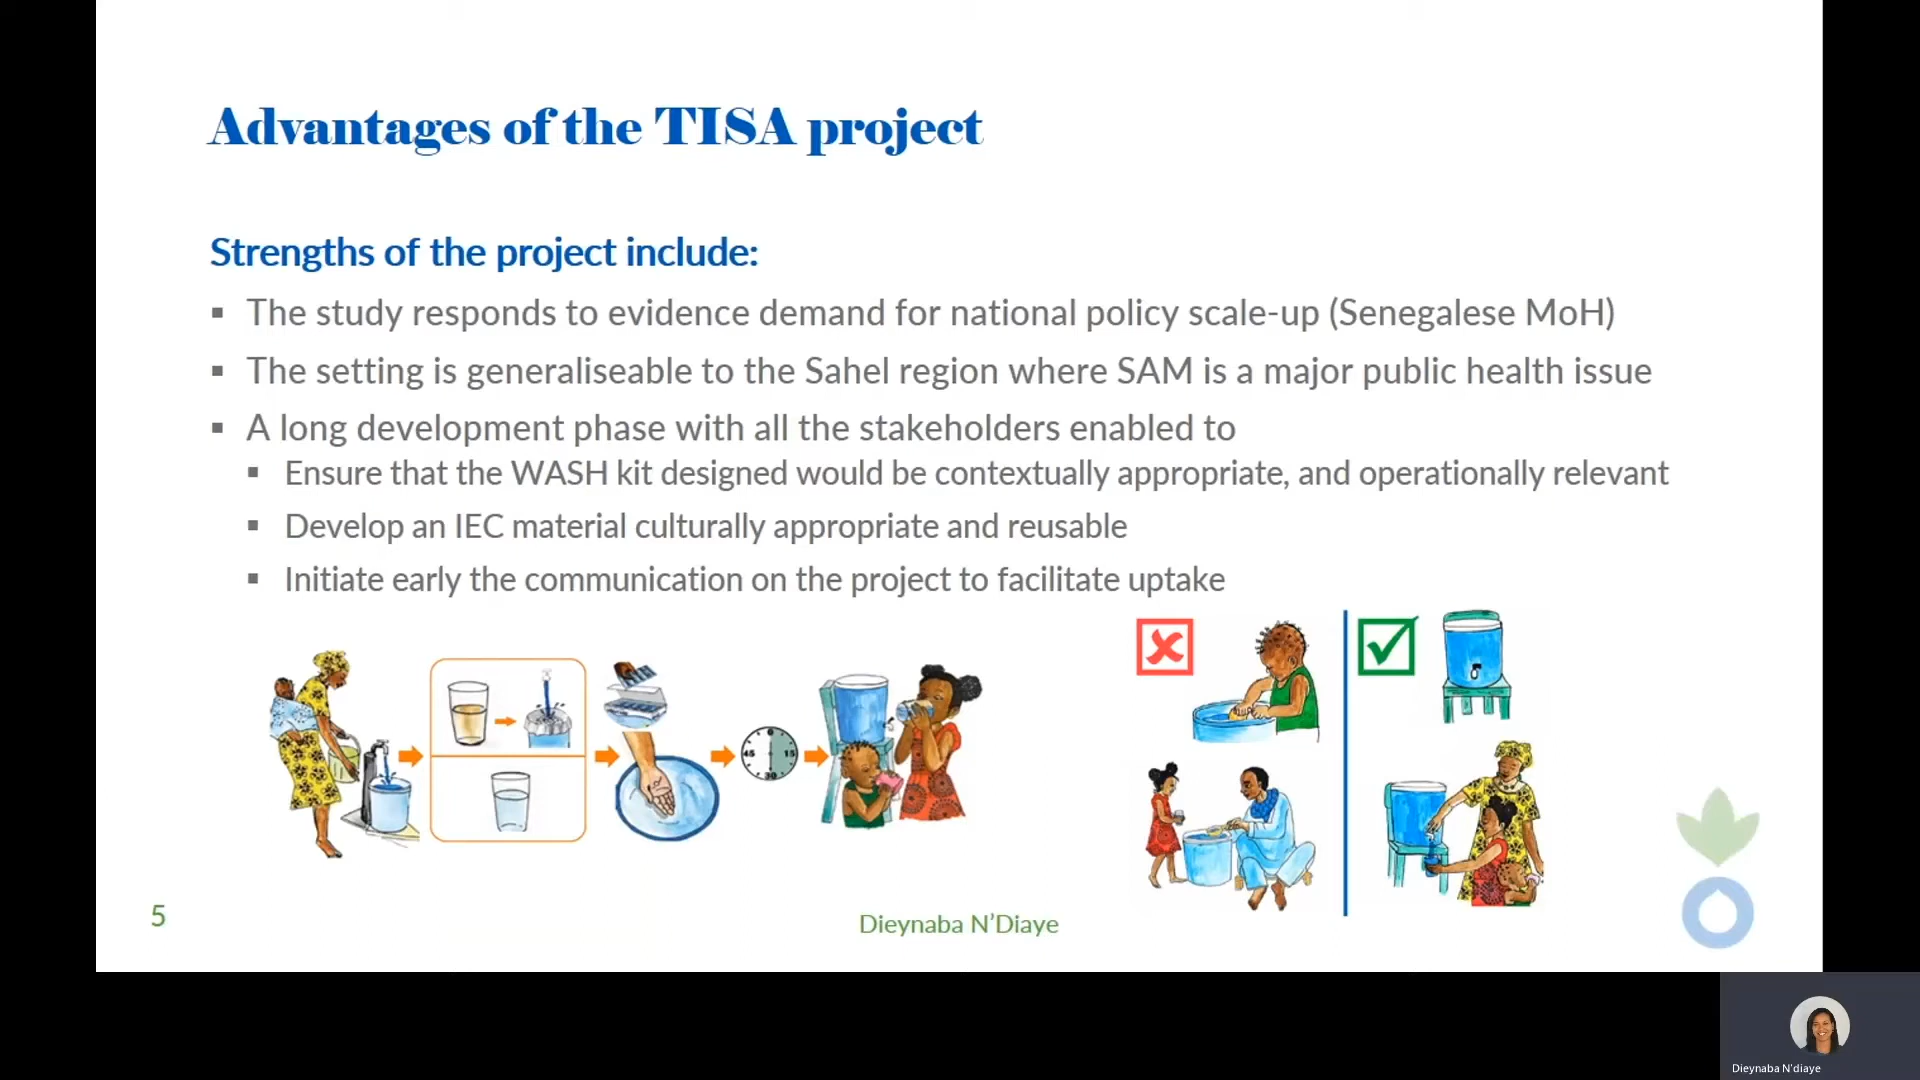 Advantages of the TISA project
Strengths of the project include:
▪ The study responds to evidence demand for national policy scale-up (Senegalese MoH)
▪ The setting is generaliseable to the Sahel region where SAM is a major public health issue
▪ A long development phase with all the stakeholders enabled to
▪ Ensure that the WASH kit designed would be contextually appropriate, and operationally relevant
▪ Develop an IEC material culturally appropriate and reusable
▪ Initiate early the communication on the project to facilitate uptake
0
45 15
30
5
Dieynaba N’Diaye
Dieynaba N'diaye